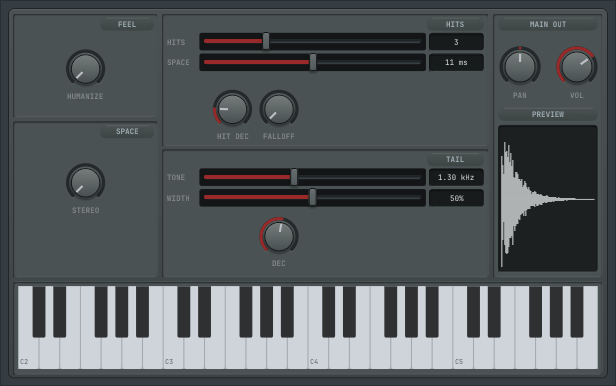 FEEL
HUMANIZE
SPACE
STEREO
HITS
HITS 3
SPACE 11 ms
HIT DEC FALLOFF
TAIL
TONE 1.30 kHz
WIDTH 50%
DEC
MAIN OUT
PAN VOL
PREVIEW
C2 C3 C4 C5